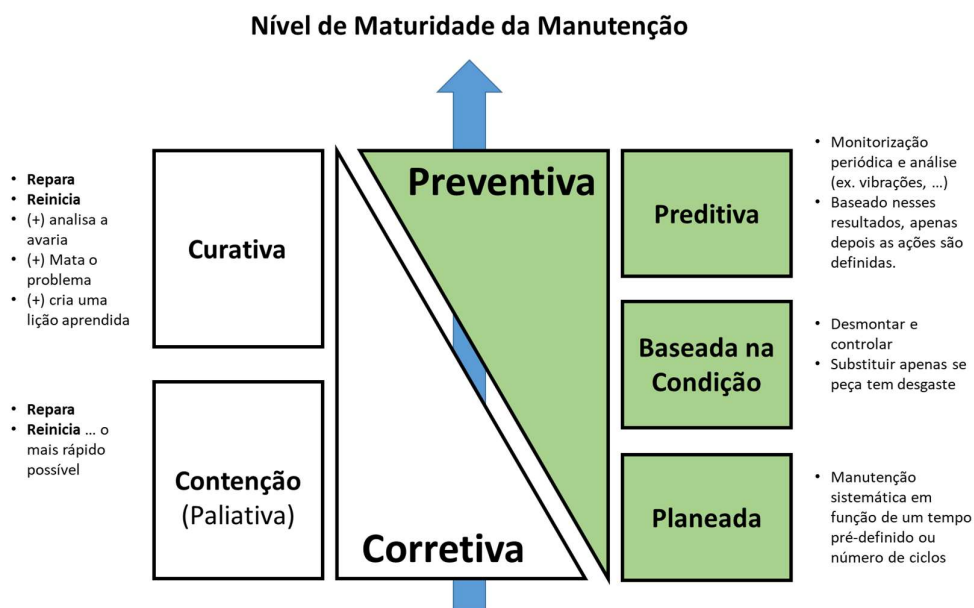 Nível de Maturidade da Manutenção
• Repara
• Reinicia
• (+) analisa a
avaria
• (+) Mata o
problema
• (+) cria uma
lição aprendida
Curativa
• Repara
• Reinicia ... o
mais rápido
possível
Contenção
(Paliativa)
Preventiva
Corretiva
Preditiva
• Monitorização
periódica e análise
(ex. vibrações, ...)
• Baseado nesses
resultados, apenas
depois as ações são
definidas.
Baseada na
Condição
• Desmontar e
controlar
• Substituir apenas se
peça tem desgaste
Planeada
• Manutenção
sistemática em
função de um tempo
pré-definido ou
número de ciclos